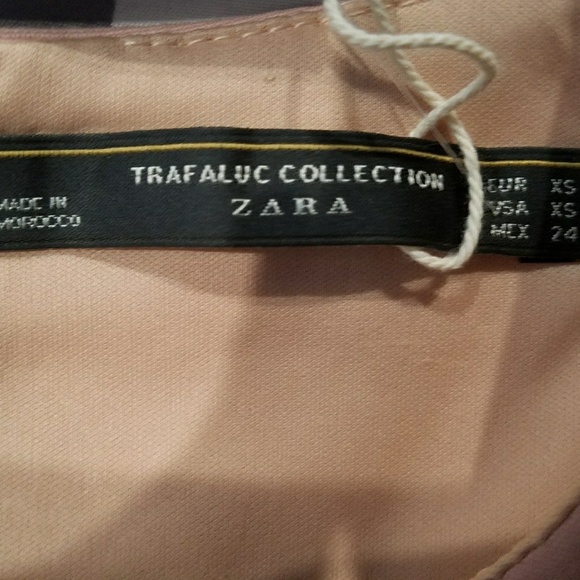 TRAFALUC COLLECTION
ZARA
MADE IN
MOROCCO
EUR XS
USA XS
MEX 24